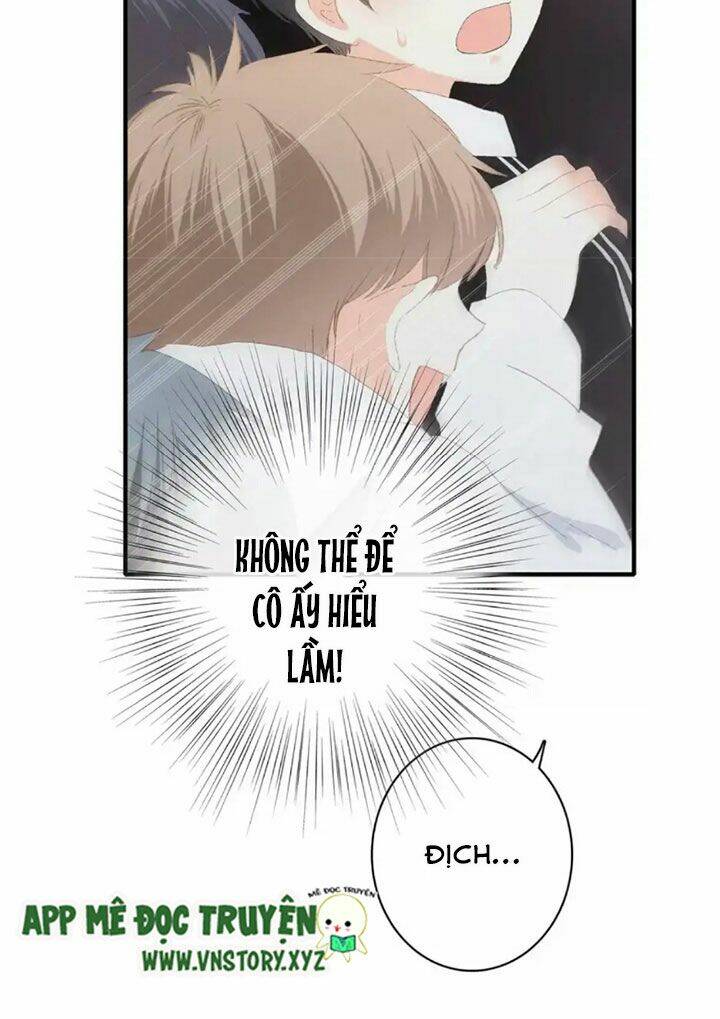 KHÔNG THỂ ĐỂ
CÔ ẤY HIỂU
LẦM!
ĐỊCH...
MÊ ĐỌC TRUYỆN
APP MÊ ĐỌC TRUYỆN
WWW.VNSTORY.XYZ